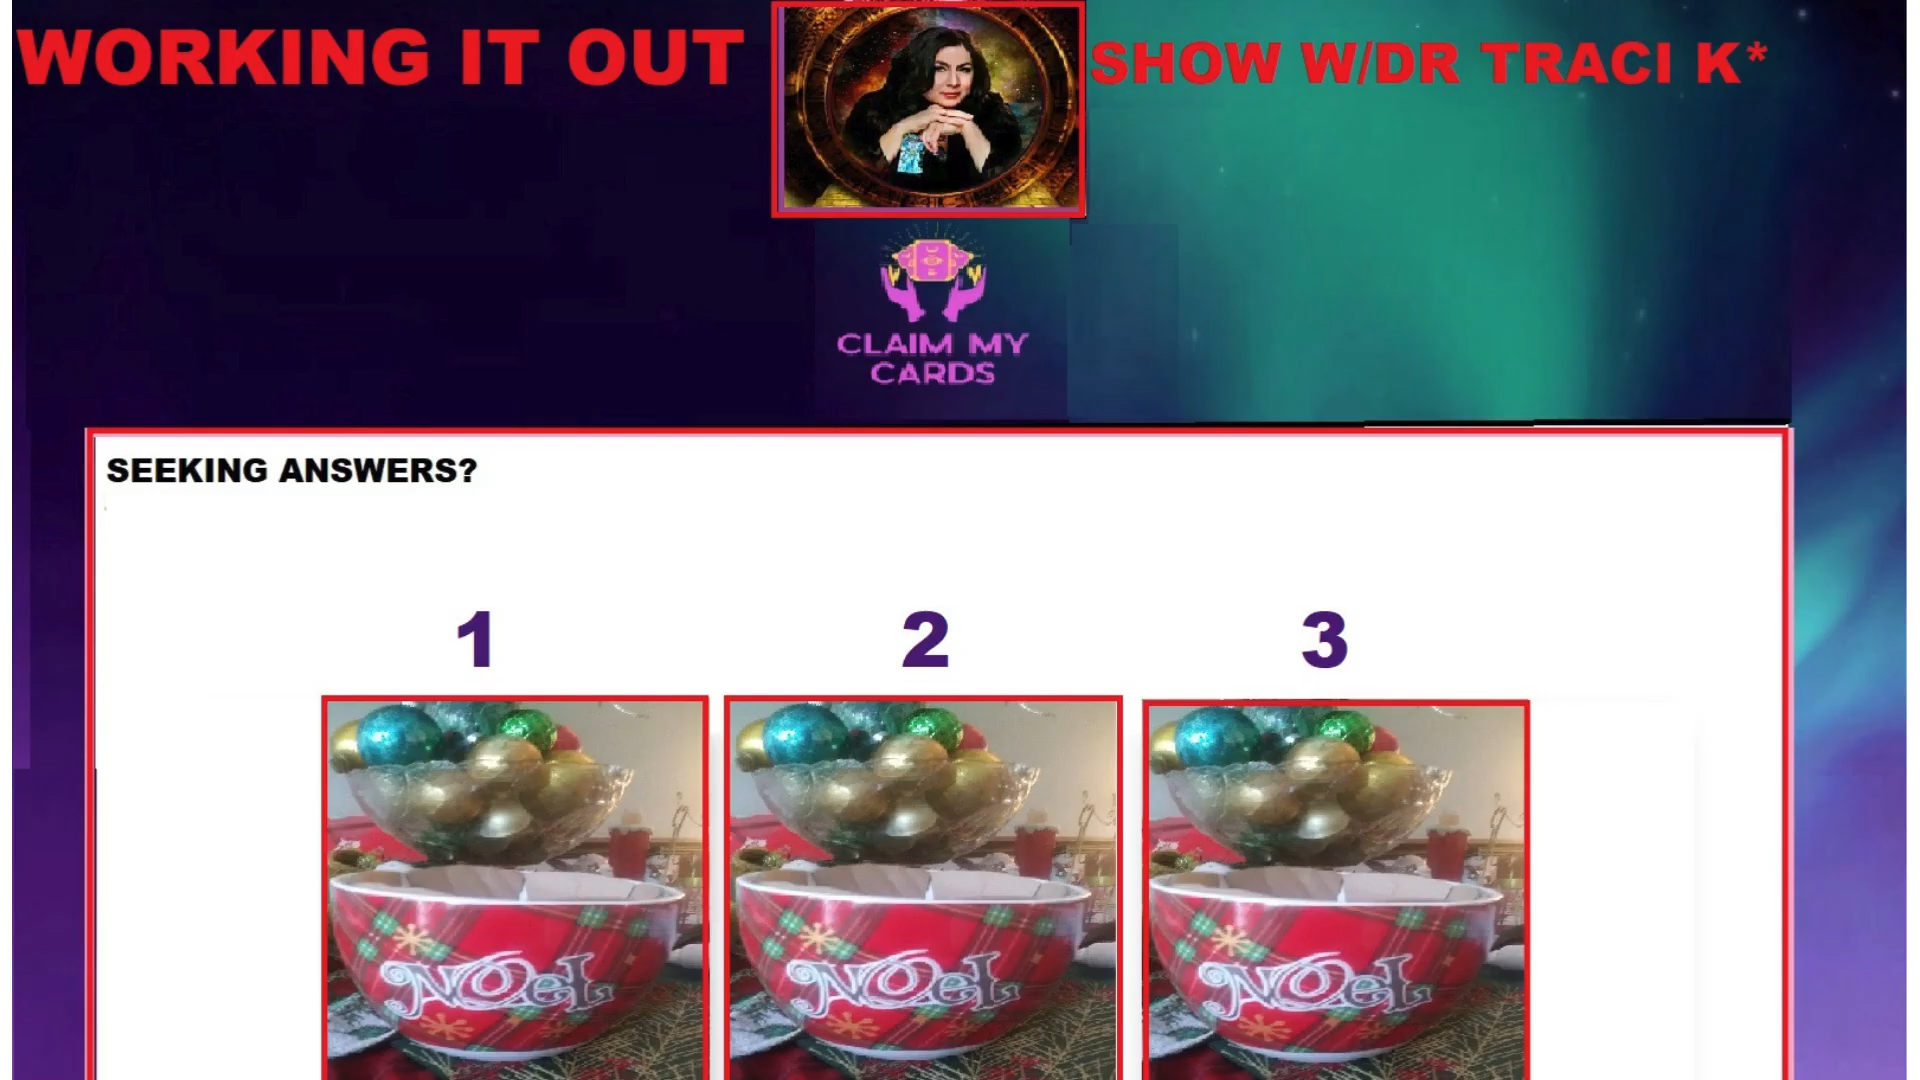 WORKING IT OUT SHOW W/DR TRACI K*
CLAIM MY
CARDS
SEEKING ANSWERS?
1 2 3
NOeL NOeL NOeL